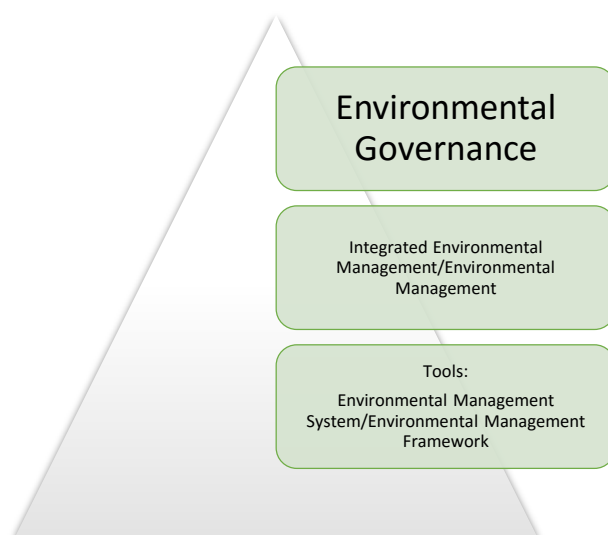 Environmental
Governance
Integrated Environmental
Management/Environmental
Management
Tools:
Environmental Management
System/Environmental Management
Framework